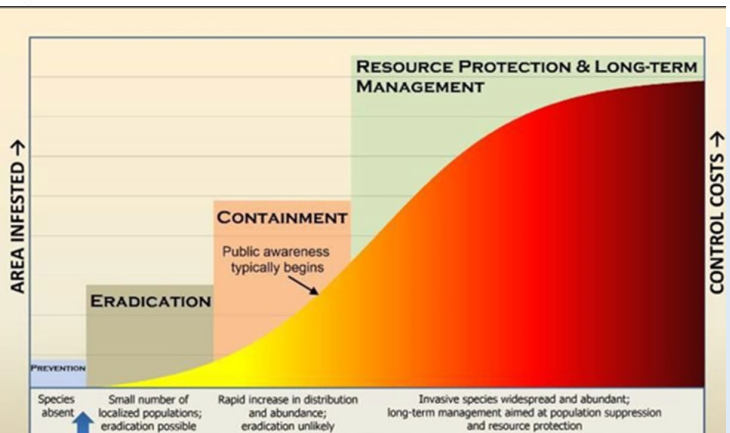 RESOURCE PROTECTION & LONG-TERM
MANAGEMENT
AREA INFESTED →
CONTROL COSTS →
CONTAINMENT
Public awareness
typically begins
ERADICATION
PREVENTION
Species
absent
Small number of
localized populations;
eradication possible
Rapid increase in distribution
and abundance;
eradication unlikely
Invasive species widespread and abundant;
long-term management aimed at population suppression
and resource protection